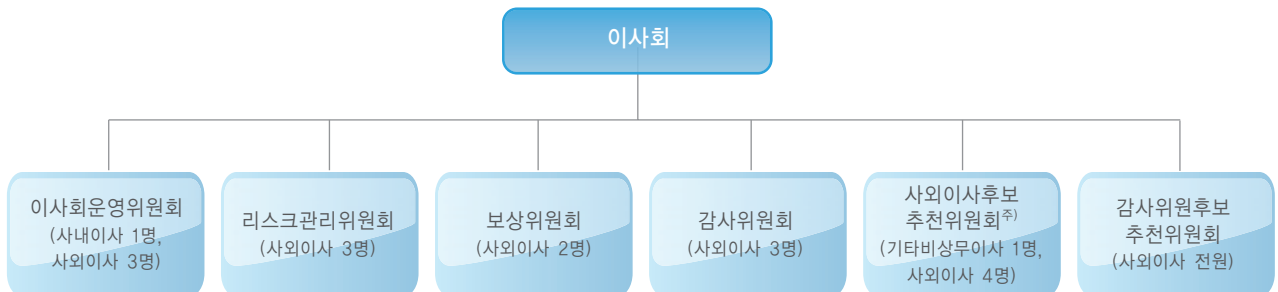 이사회
이사회운영위원회
(사내이사 1명,
사외이사 3명)
리스크관리위원회
(사외이사 3명)
보상위원회
(사외이사 2명)
감사위원회
(사외이사 3명)
사외이사후보
추천위원회주)
(기타비상무이사 1명,
사외이사 4명)
감사위원후보
추천위원회
(사외이사 전원)